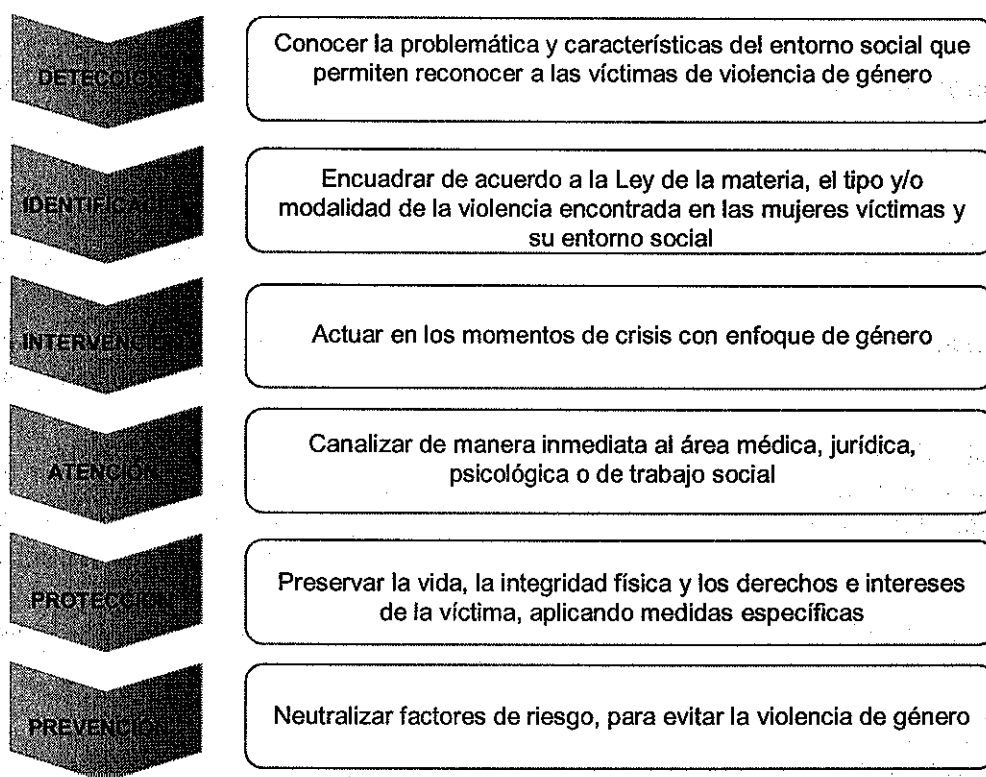 DETECCIÓN
Conocer la problemática y características del entorno social que
permiten reconocer a las víctimas de violencia de género
IDENTIFICACIÓN
Encuadrar de acuerdo a la Ley de la materia, el tipo y/o
modalidad de la violencia encontrada en las mujeres víctimas y
su entorno social
INTERVENCIÓN
Actuar en los momentos de crisis con enfoque de género
ATENCIÓN
Canalizar de manera inmediata al área médica, jurídica,
psicológica o de trabajo social
PROTECCIÓN
Preservar la vida, la integridad física y los derechos e intereses
de la víctima, aplicando medidas específicas
PREVENCIÓN
Neutralizar factores de riesgo, para evitar la violencia de género